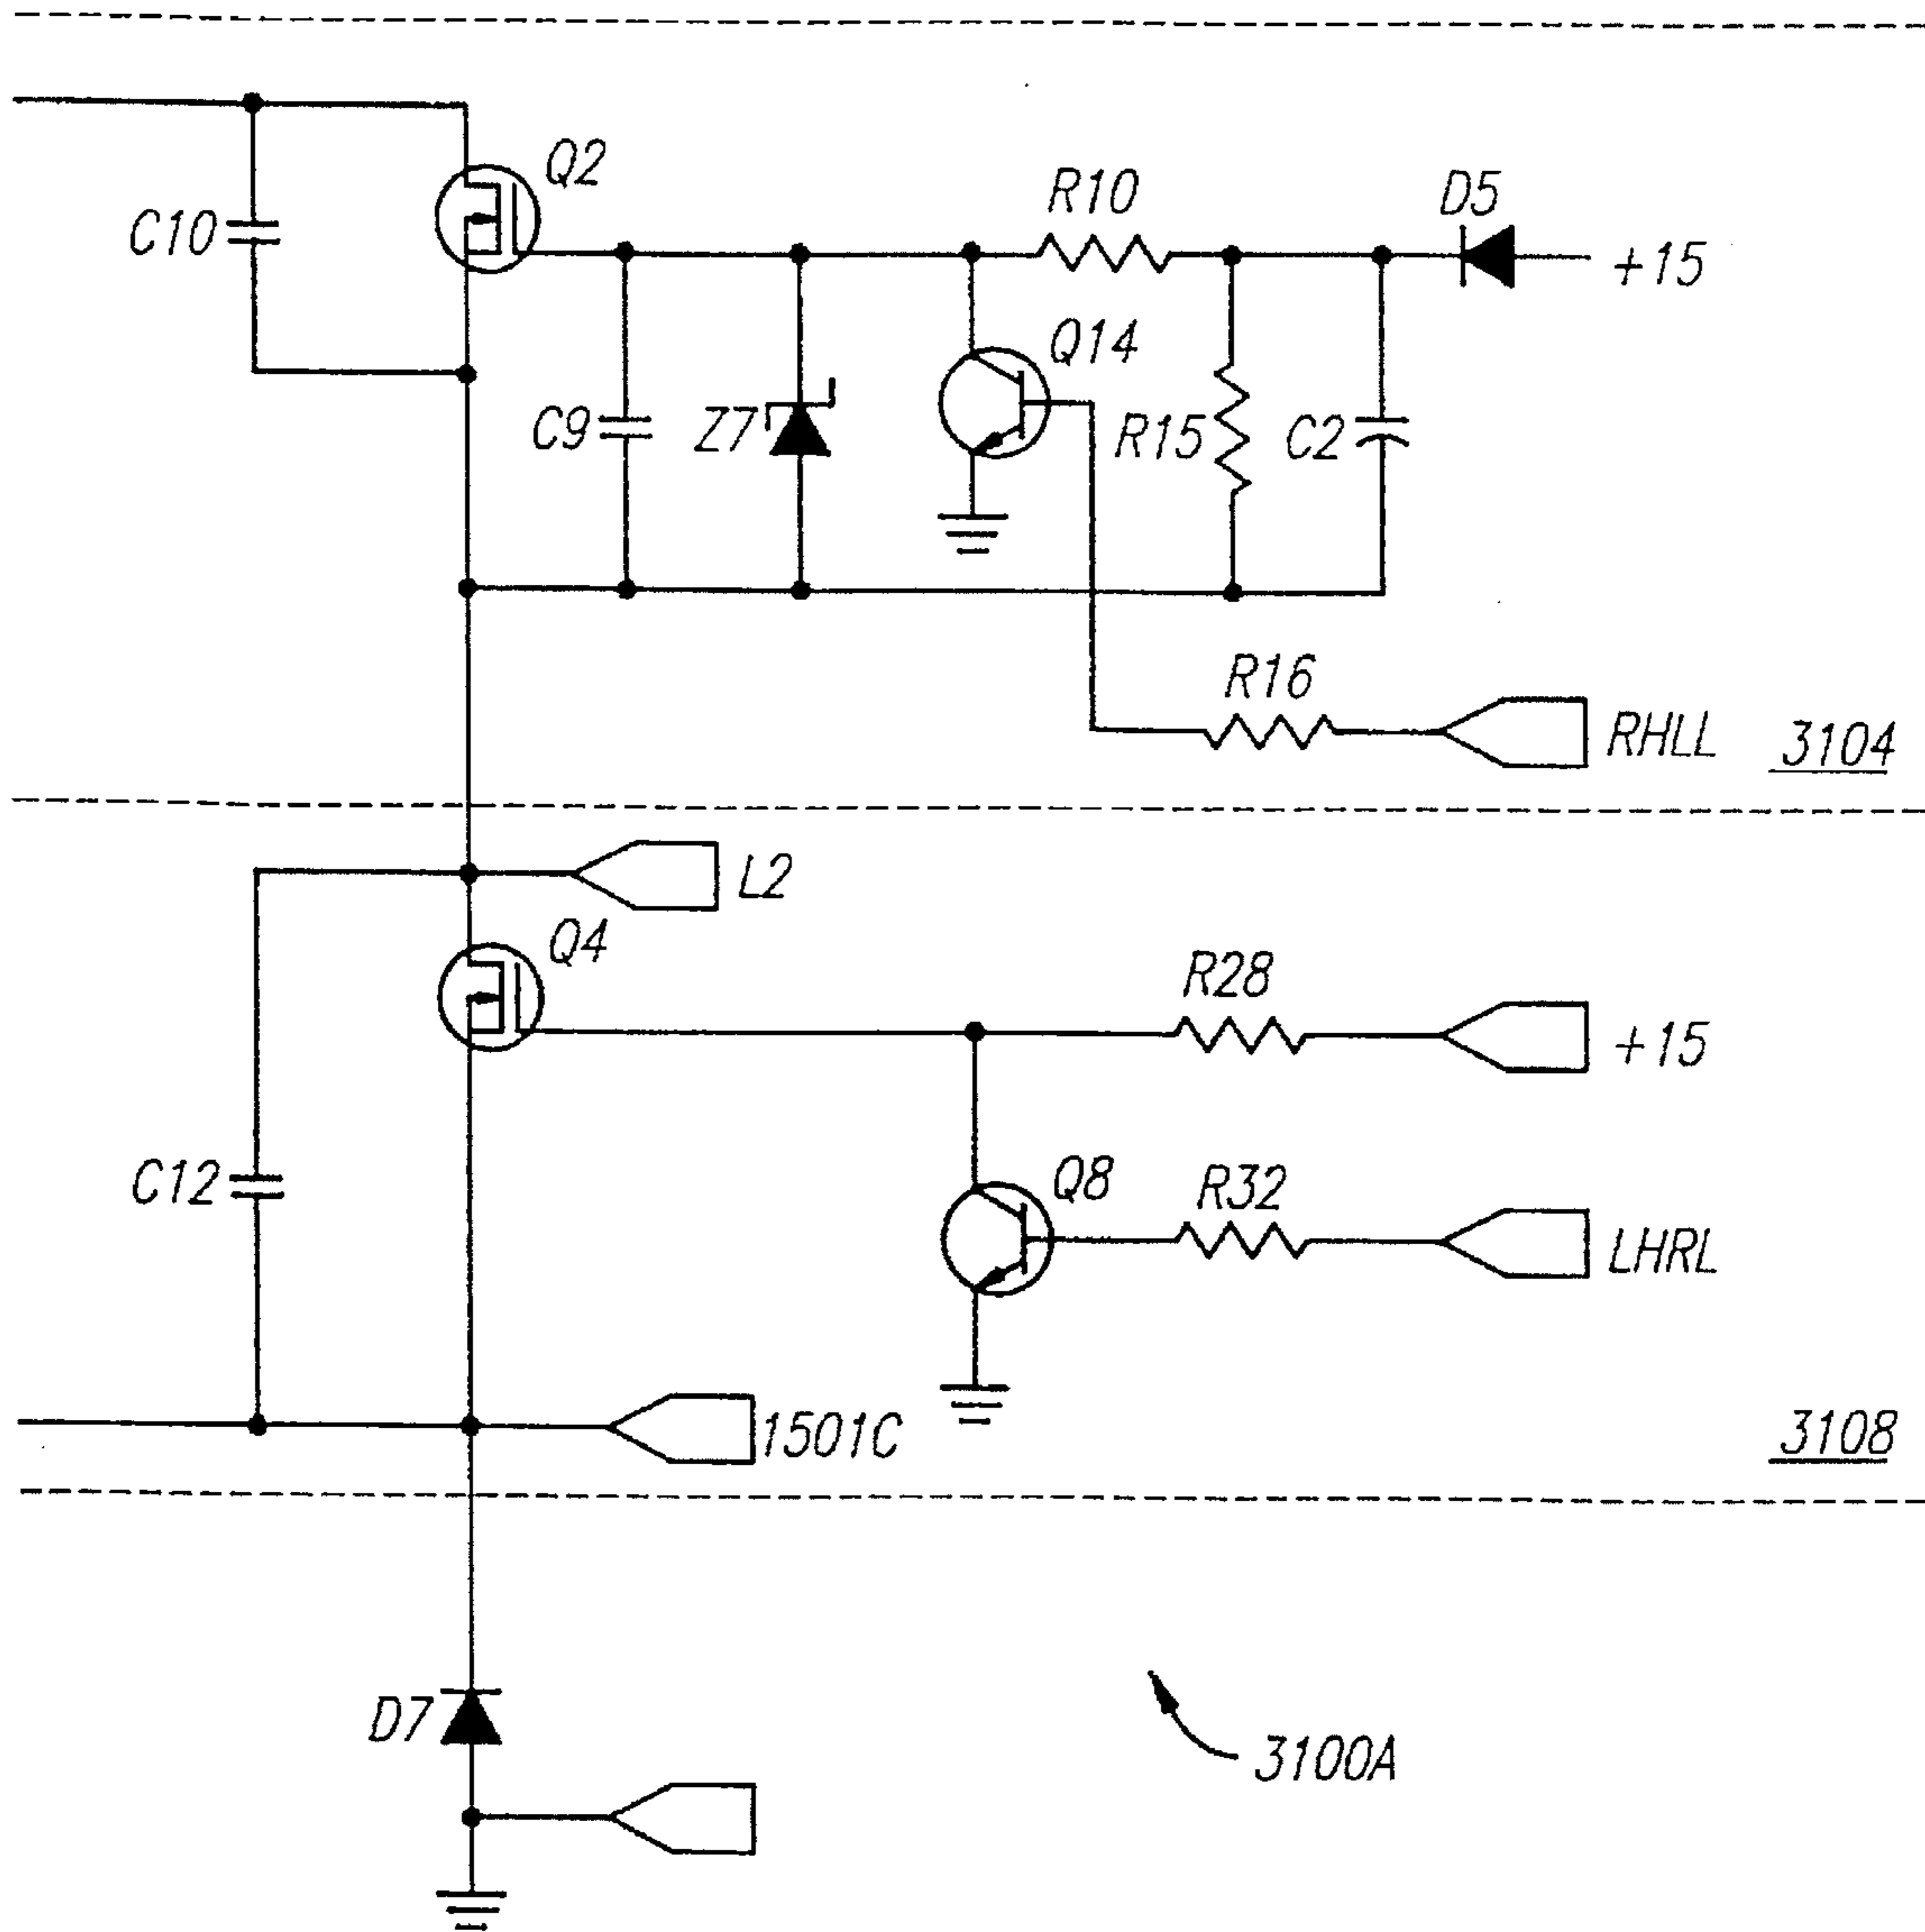 Q2
R10
D5
C10
+15
Q14
C9
Z7
R15
C2
R16
RHLL
3104
L2
Q4
R28
+15
C12
Q8
R32
LHRL
1501C
3108
D7
3100A